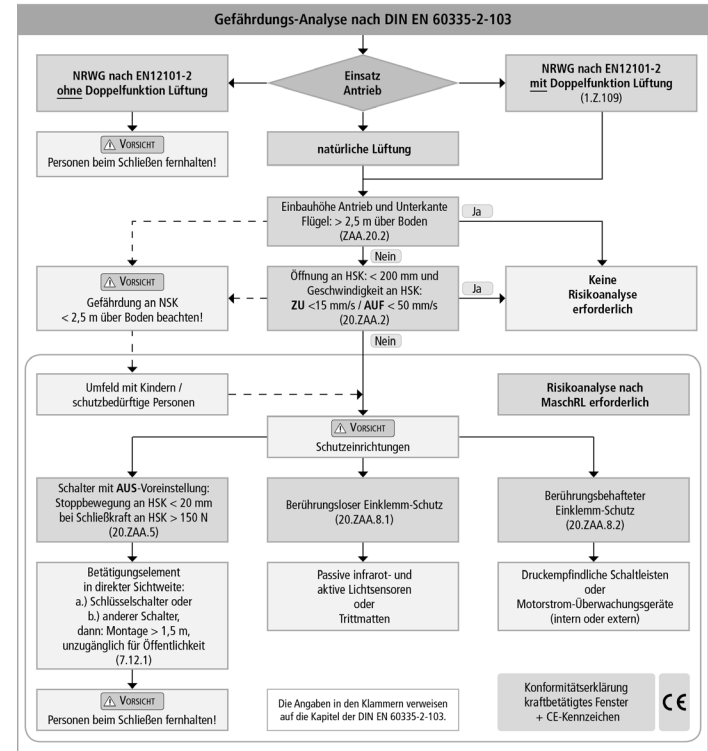 Gefährdungs-Analyse nach DIN EN 60335-2-103
NRWG nach EN12101-2
ohne Doppelfunktion Lüftung
Einsatz
Antrieb
NRWG nach EN12101-2
mit Doppelfunktion Lüftung
(1.Z.109)
VORSICHT
Personen beim Schließen fernhalten!
natürliche Lüftung
Einbauhöhe Antrieb und Unterkante
Flügel: > 2,5 m über Boden
(ZAA.20.2)
Ja
Nein
VORSICHT
Gefährdung an NSK
< 2,5 m über Boden beachten!
Öffnung an HSK: < 200 mm und
Geschwindigkeit an HSK:
ZU <15 mm/s / AUF < 50 mm/s
(20.ZAA.2)
Ja
Keine
Risikoanalyse
erforderlich
Nein
Umfeld mit Kindern /
schutzbedürftige Personen
Risikoanalyse nach
MaschRL erforderlich
VORSICHT
Schutzeinrichtungen
Schalter mit AUS-Voreinstellung:
Stoppbewegung an HSK < 20 mm
bei Schließkraft an HSK > 150 N
(20.ZAA.5)
Berührungsloser Einklemm-Schutz
(20.ZAA.8.1)
Berührungsbehafteter
Einklemm-Schutz
(20.ZAA.8.2)
Betätigungselement
in direkter Sichtweite:
a.) Schlüsselschalter oder
b.) anderer Schalter,
dann: Montage > 1,5 m,
unzugänglich für Öffentlichkeit
(7.12.1)
Passive infrarot- und
aktive Lichtsensoren
oder
Trittmatten
Druckempfindliche Schaltleisten
oder
Motorstrom-Überwachungsgeräte
(intern oder extern)
VORSICHT
Personen beim Schließen fernhalten!
Die Angaben in den Klammern verweisen
auf die Kapitel der DIN EN 60335-2-103.
Konformitätserklärung
kraftbetätigtes Fenster
+ CE-Kennzeichen
CE